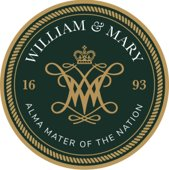 WILLIAM & MARY
16 93
ALMA MATER OF THE NATION